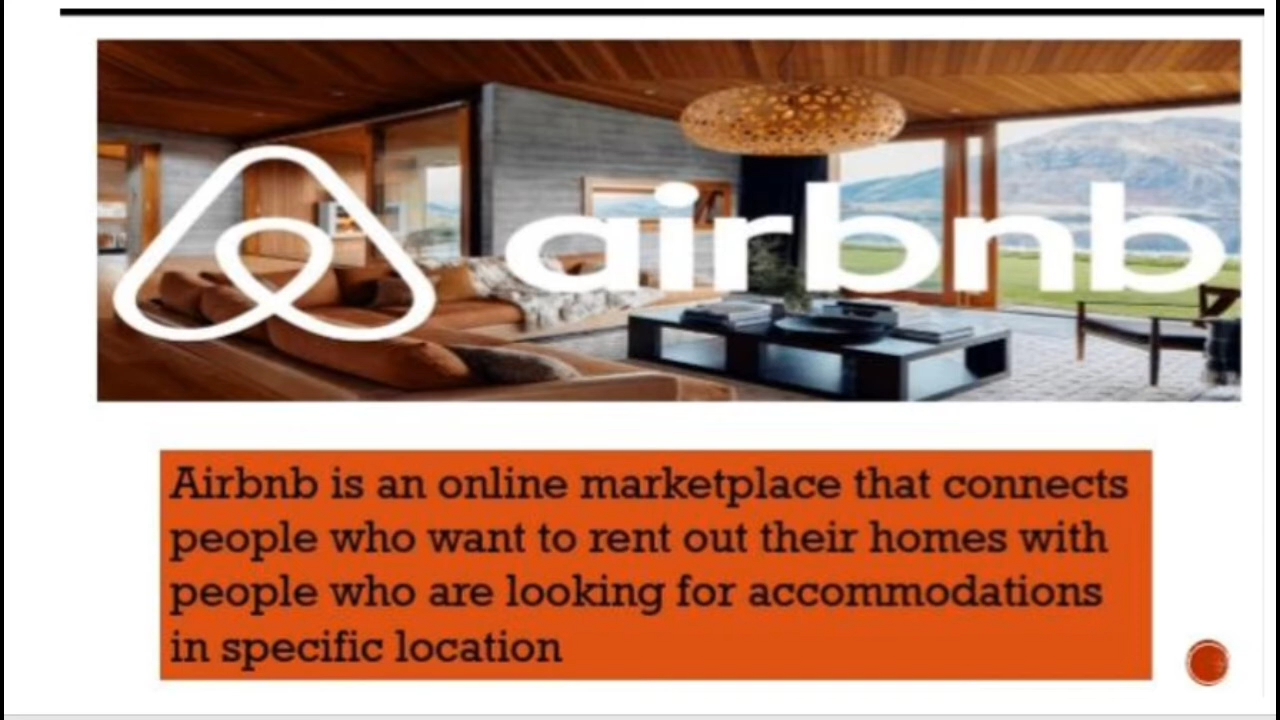 airbnb
Airbnb is an online marketplace that connects
people who want to rent out their homes with
people who are looking for accommodations
in specific location